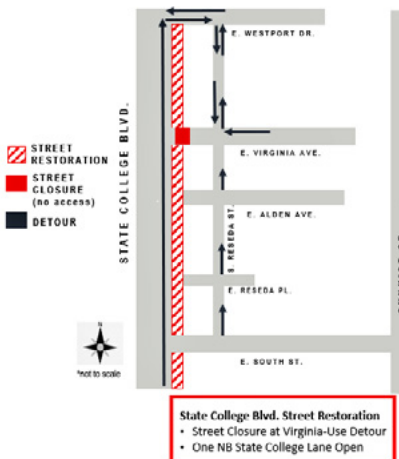 E. WESTPORT DR.
STATE COLLEGE BLVD.
STREET
RESTORATION
STREET
CLOSURE
(no access)
DETOUR
E. VIRGINIA AVE.
E. ALDEN AVE.
S. RESEDA ST.
E. RESEDA PL.
N
*not to scale
E. SOUTH ST.
State College Blvd. Street Restoration
• Street Closure at Virginia-Use Detour
• One NB State College Lane Open